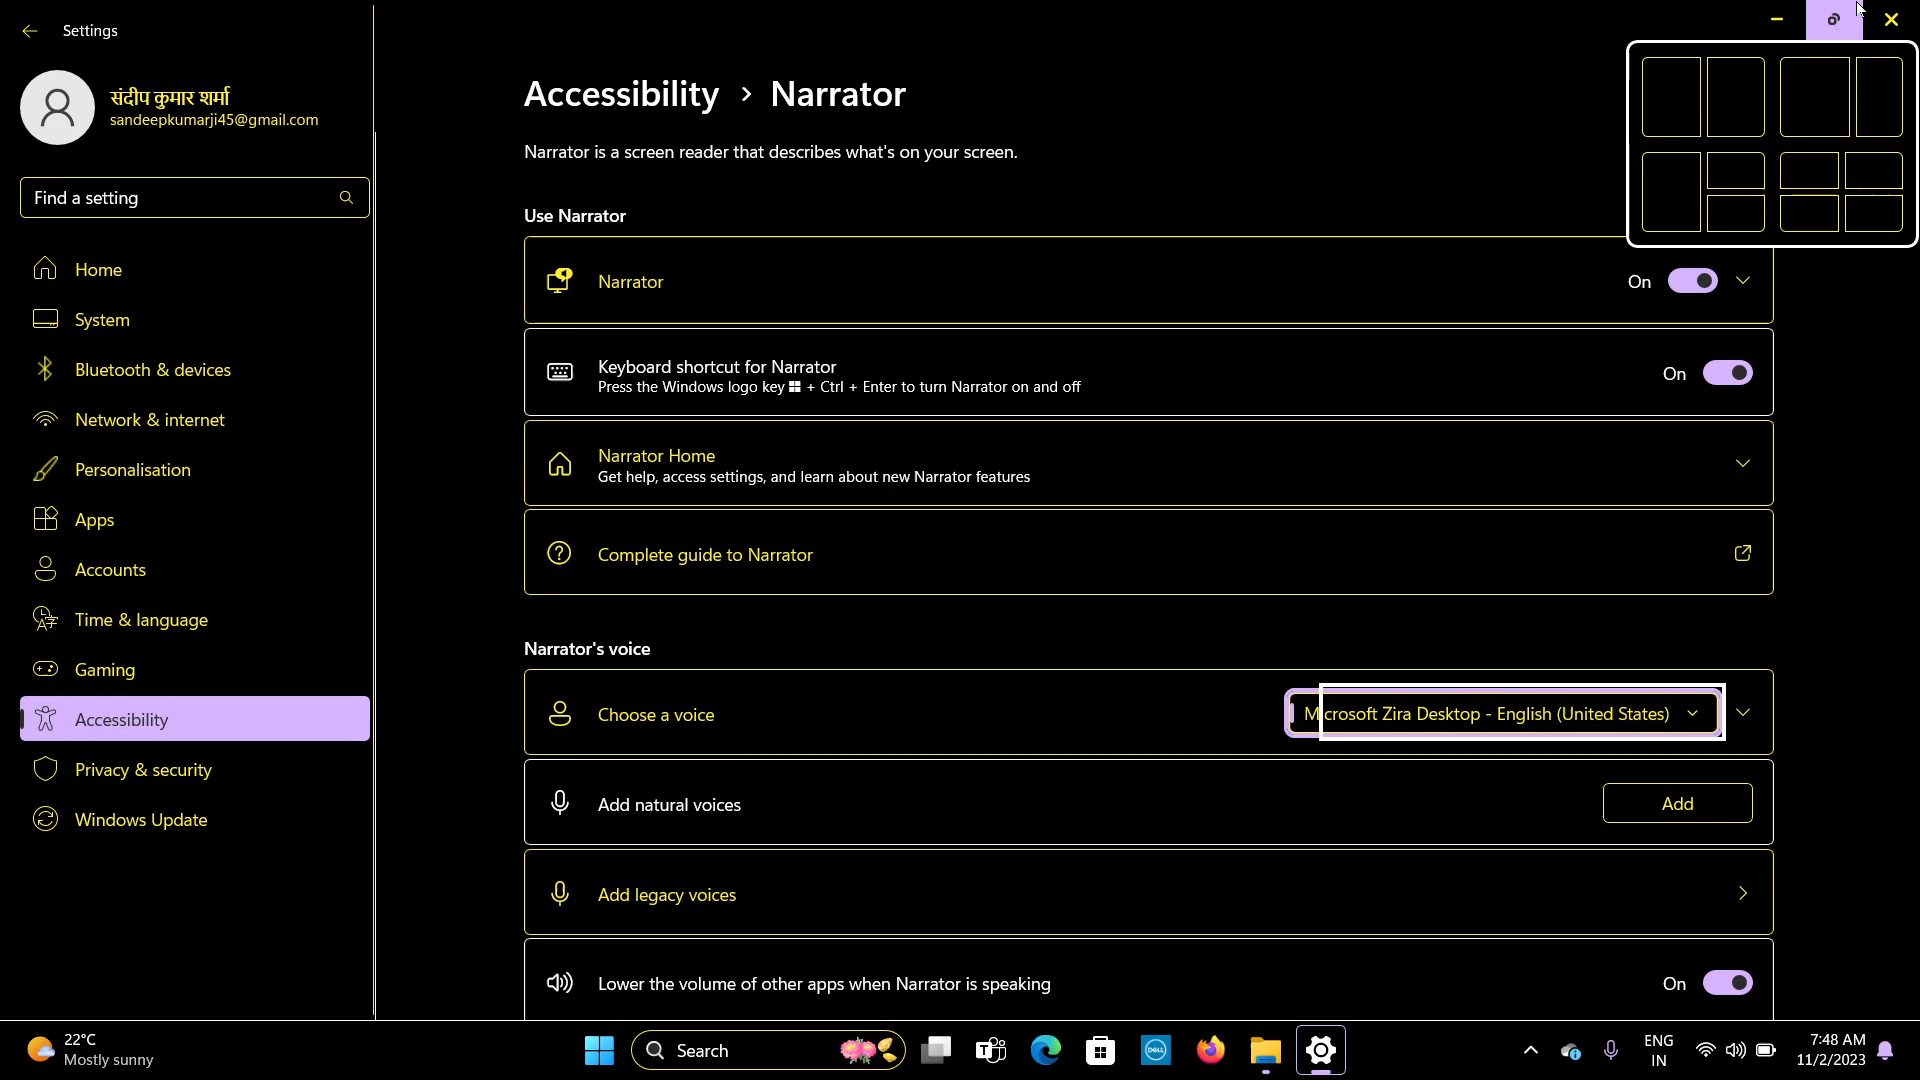 Settings
संदीप कुमार शर्मा
sandeepkumarji45@gmail.com
Find a setting
Home
System
Bluetooth & devices
Network & internet
Personalisation
Apps
Accounts
Time & language
Gaming
Accessibility
Privacy & security
Windows Update
Accessibility > Narrator
Narrator is a screen reader that describes what's on your screen.
Use Narrator
Narrator
On
Keyboard shortcut for Narrator
Press the Windows logo key + Ctrl + Enter to turn Narrator on and off
On
Narrator Home
Get help, access settings, and learn about new Narrator features
Complete guide to Narrator
Narrator's voice
Choose a voice
Microsoft Zira Desktop - English (United States)
Add natural voices
Add
Add legacy voices
Lower the volume of other apps when Narrator is speaking
On
22°C
Mostly sunny
Search
DELL
ENG
IN
7:48 AM
11/2/2023